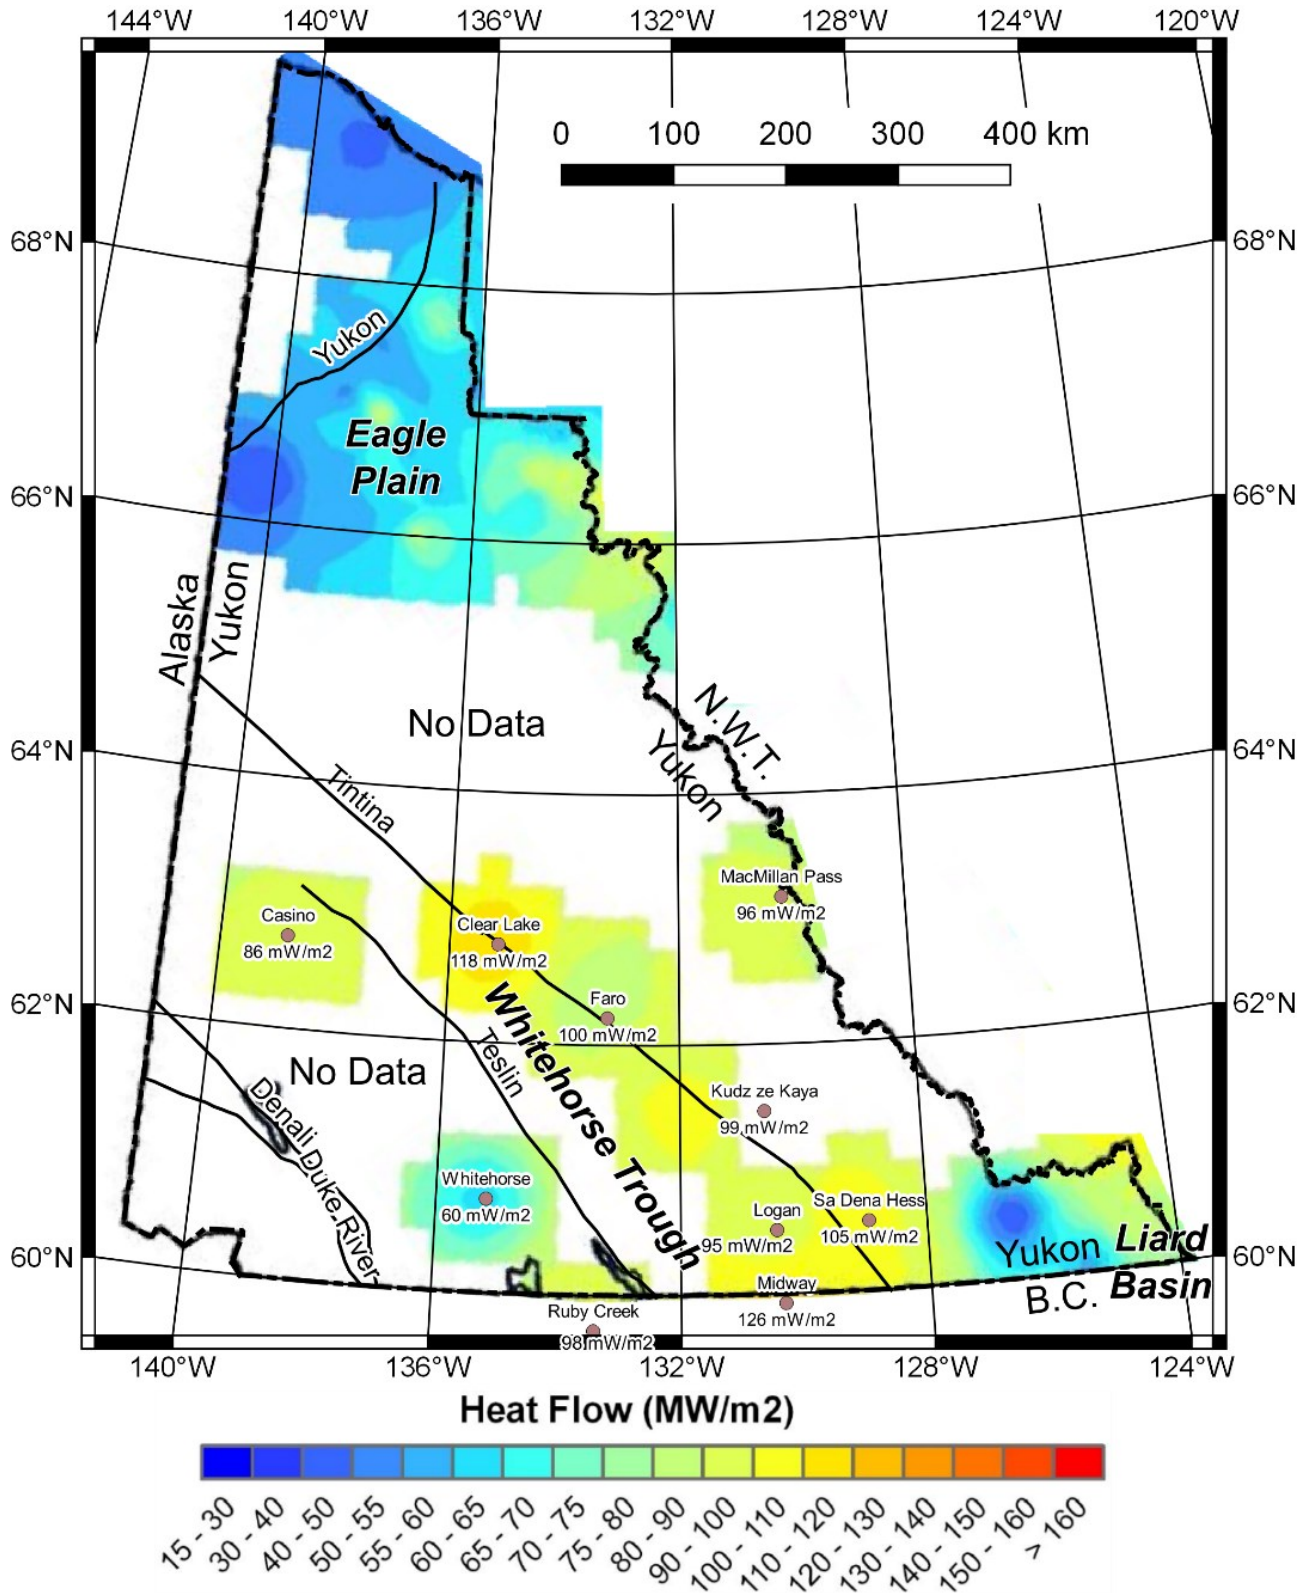 144°W 140°W 136°W 132°W 128°W 124°W 120°W
0 100 200 300 400 km
68°N 68°N
Yukon
Eagle
Plain
66°N 66°N
Alaska
Yukon
No Data
N.W.T.
Yukon
64°N 64°N
Tintina
MacMillan Pass
96 mW/m2
Casino
86 mW/m2
Clear Lake
118 mW/m2
Faro
100 mW/m2
62°N 62°N
Whitehorse Trough
Teslin
No Data
Denali
Duke River
Kudz ze Kaya
99 mW/m2
Whitehorse
60 mW/m2
Sa Dena Hess
105 mW/m2
Logan
95 mW/m2
60°N 60°N
Yukon
B.C.
Liard
Basin
Midway
126 mW/m2
Ruby Creek
98 mW/m2
140°W 136°W 132°W 128°W 124°W
Heat Flow (MW/m2)
15 - 30
30 - 40
40 - 50
50 - 55
55 - 60
60 - 65
65 - 70
70 - 75
75 - 80
80 - 90
90 - 100
100 - 110
110 - 120
120 - 130
130 - 140
140 - 150
150 - 160
> 160